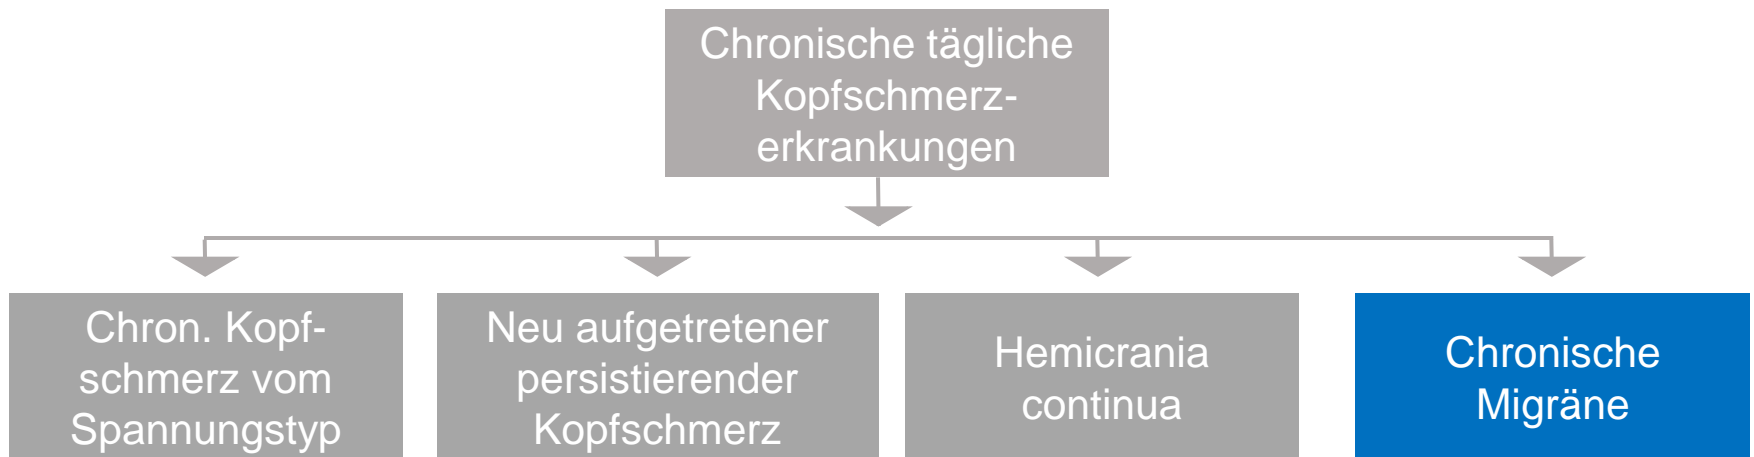 Chronische tägliche
Kopfschmerz-
erkrankungen
Chron. Kopf-
schmerz vom
Spannungstyp
Neu aufgetretener
persistierender
Kopfschmerz
Hemicrania
continua
Chronische
Migräne